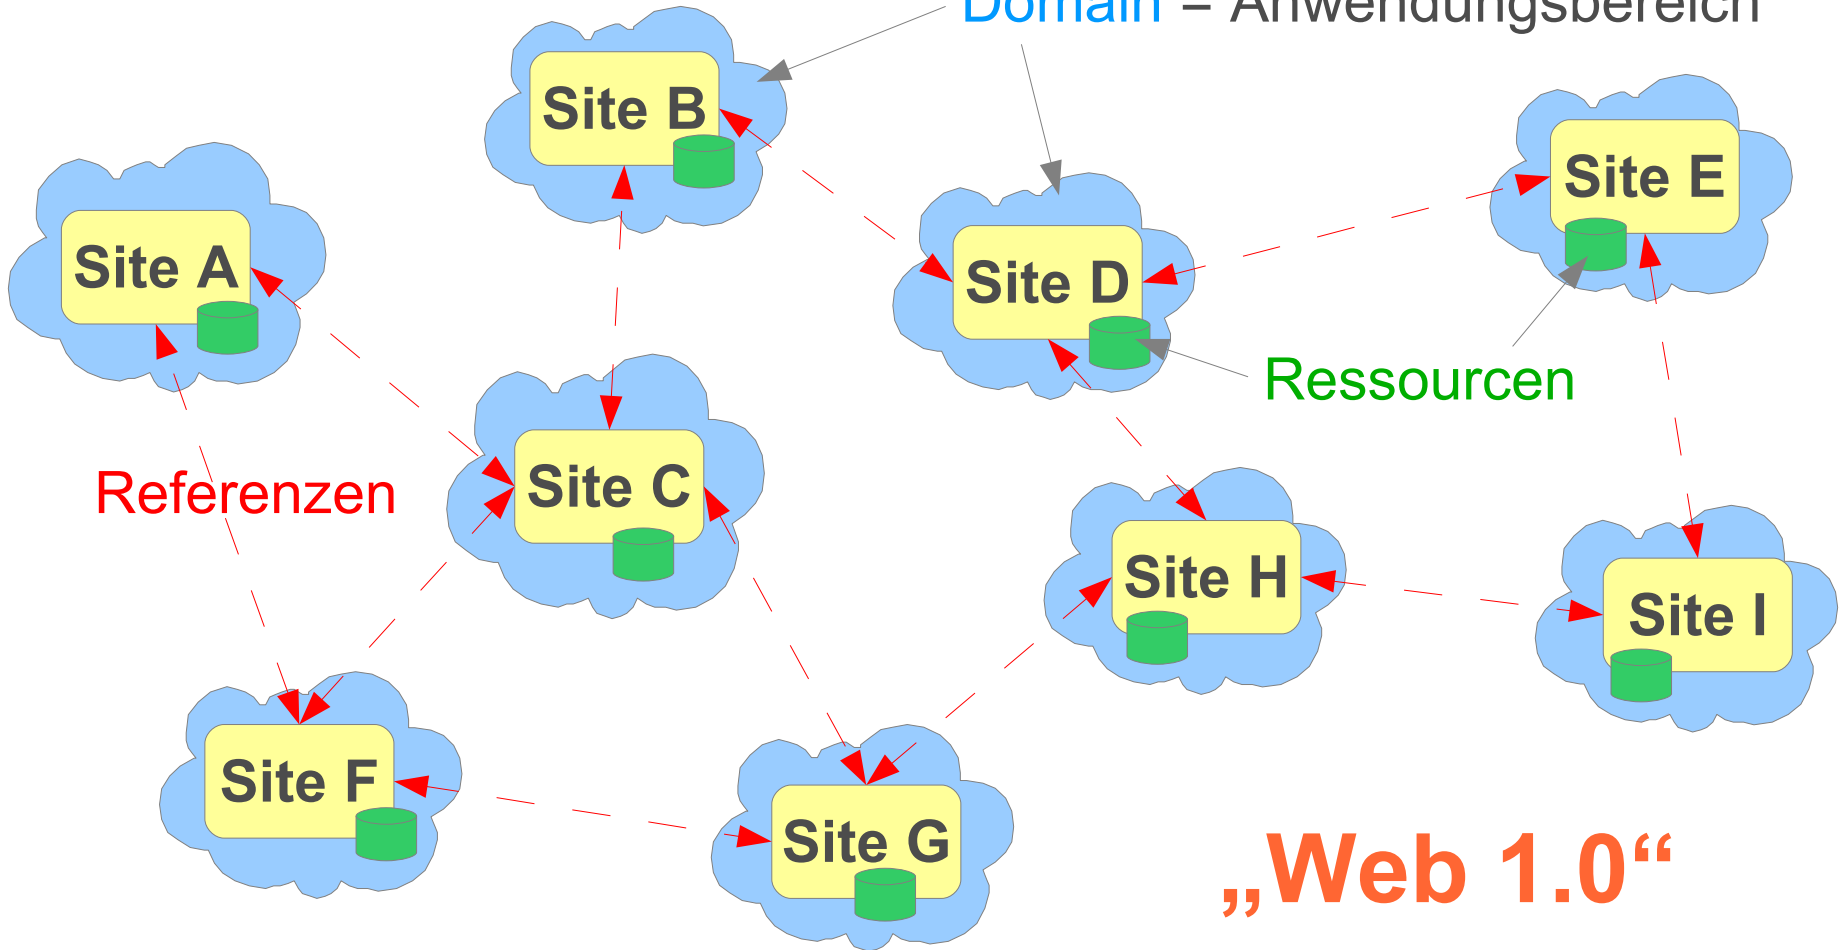 Domain = Anwendungsbereich
Site B
Site E
Site A
Site D
Ressourcen
Site C
Referenzen
Site H
Site I
Site F
Site G
„Web 1.0“